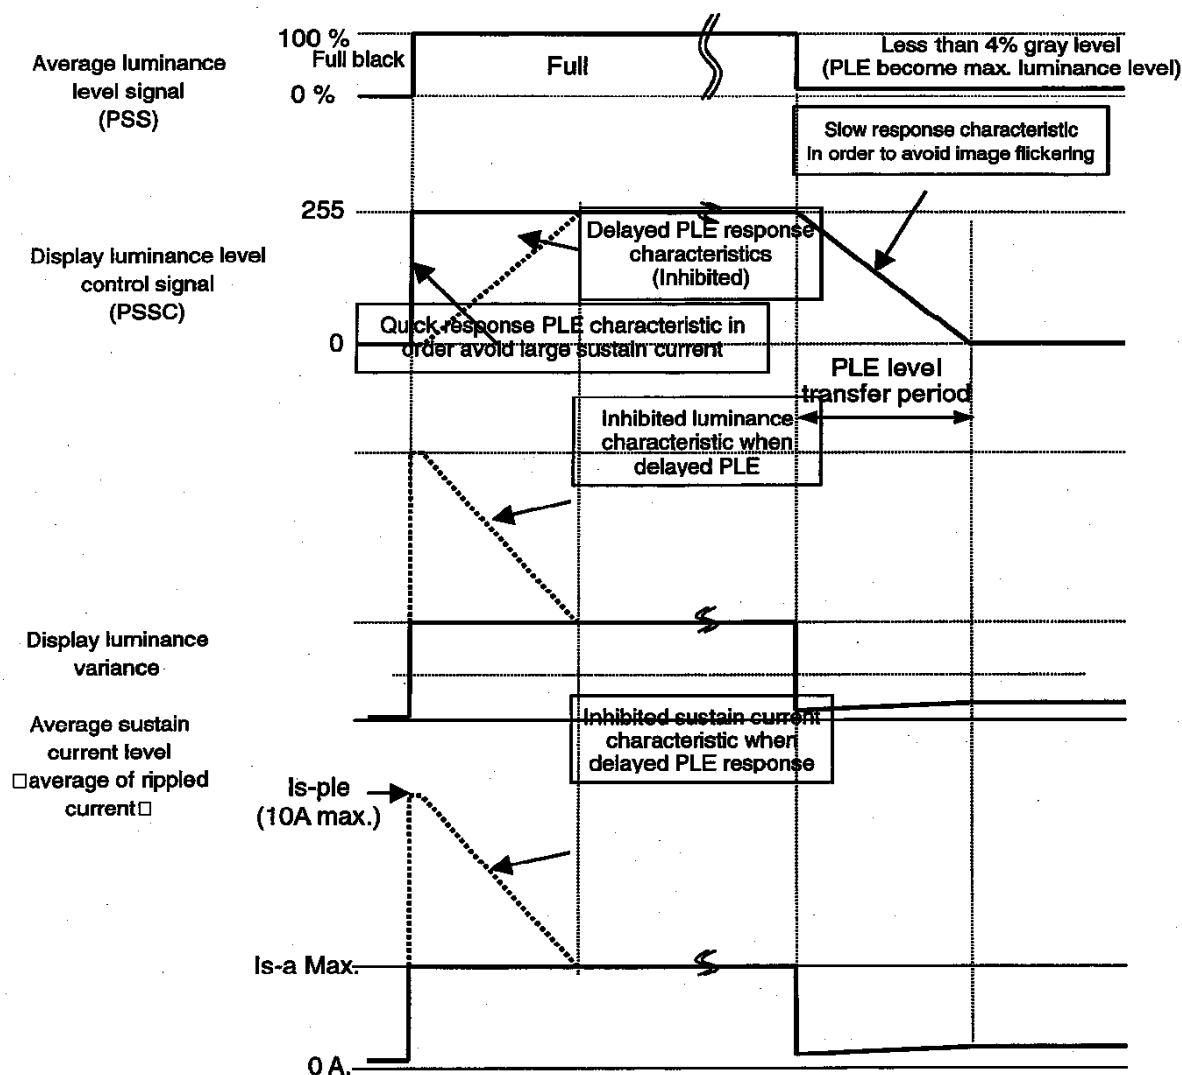 100 %
Full black
Full
Less than 4% gray level
(PLE become max. luminance level)
Average luminance
level signal
(PSS)
0 %
Slow response characteristic
in order to avoid image flickering
255
Delayed PLE response
characteristics
(Inhibited)
Display luminance level
control signal
(PSSC)
Quick response PLE characteristic in
order avoid large sustain current
0
PLE level
transfer period
Inhibited luminance
characteristic when
delayed PLE
Display luminance
variance
Average sustain
current level
□average of rippled
current□
Inhibited sustain current
characteristic when
delayed PLE response
Is-ple
(10A max.)
Is-a Max.
0 A.